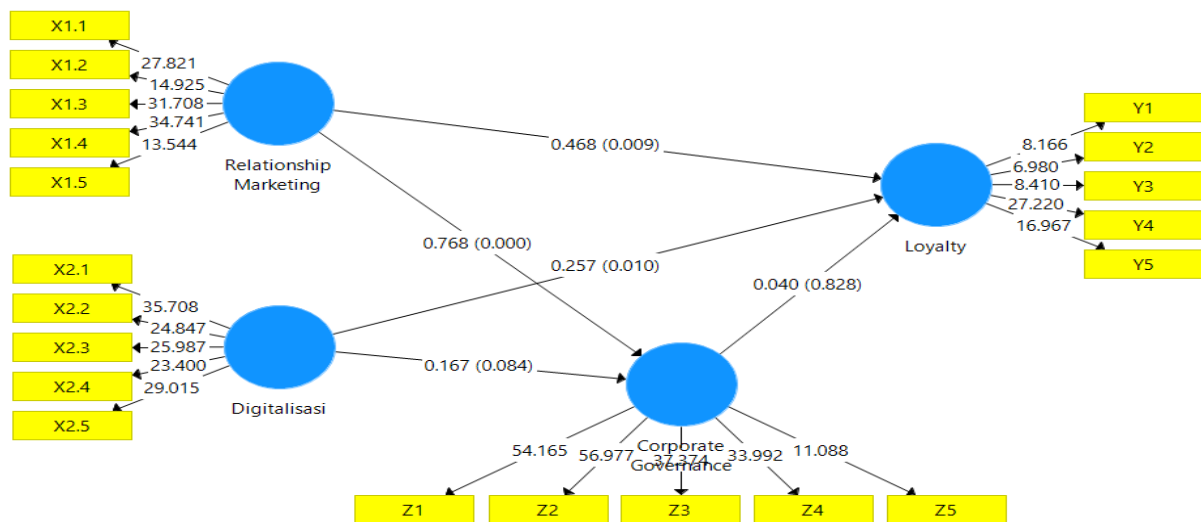 X1.1
X1.2
X1.3
X1.4
X1.5
27.821
14.925
31.708
34.741
13.544
Relationship
Marketing
0.468 (0.009)
0.768 (0.000)
0.257 (0.010)
0.040 (0.828)
0.167 (0.084)
Y1
Y2
Y3
Y4
Y5
8.166
6.980
8.410
27.220
16.967
Loyalty
X2.1
X2.2
X2.3
X2.4
X2.5
35.708
24.847
25.987
23.400
29.015
Digitalisasi
Corporate
Governance
54.165
56.977
37.374
33.992
11.088
Z1
Z2
Z3
Z4
Z5